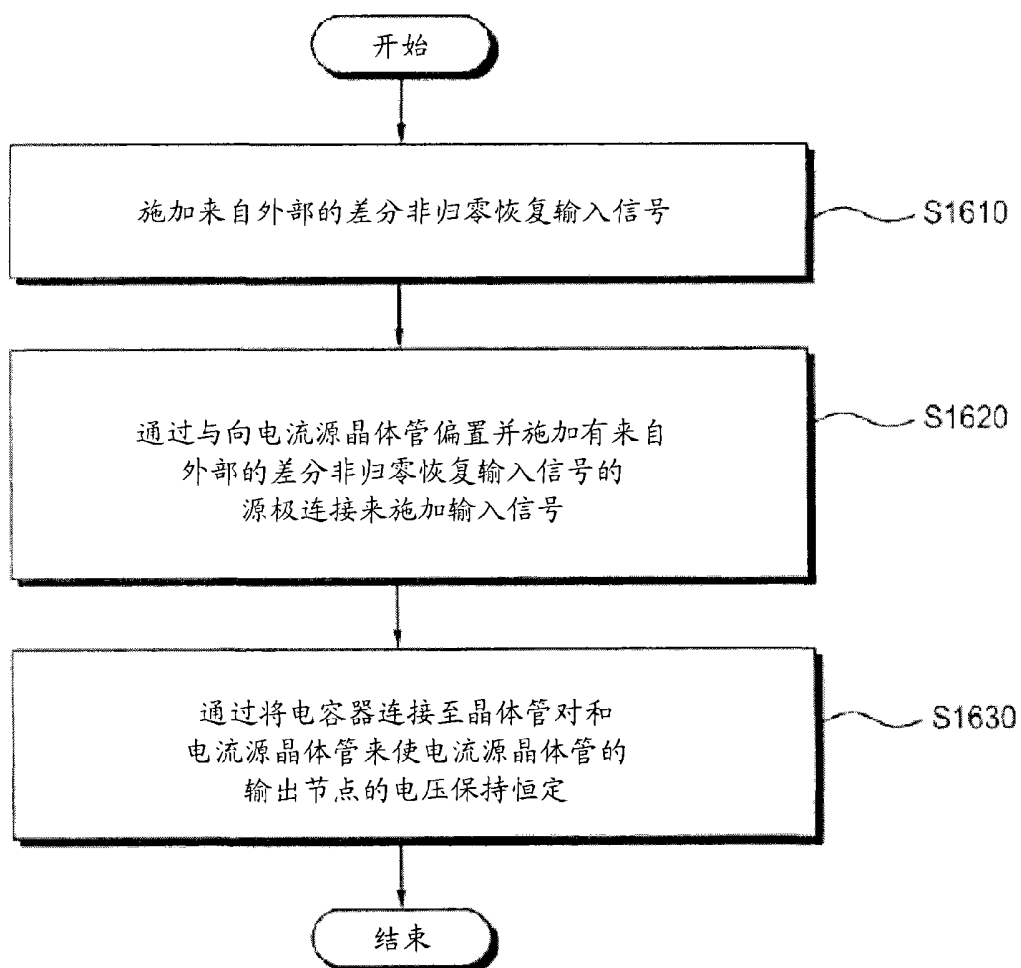 开始
施加来自外部的差分非归零恢复输入信号
S1610
通过与向电流源晶体管偏置并施加有来自
外部的差分非归零恢复输入信号的
源极连接来施加输入信号
S1620
通过将电容器连接至晶体管对和
电流源晶体管来使电流源晶体管的
输出节点的电压保持恒定
S1630
结束